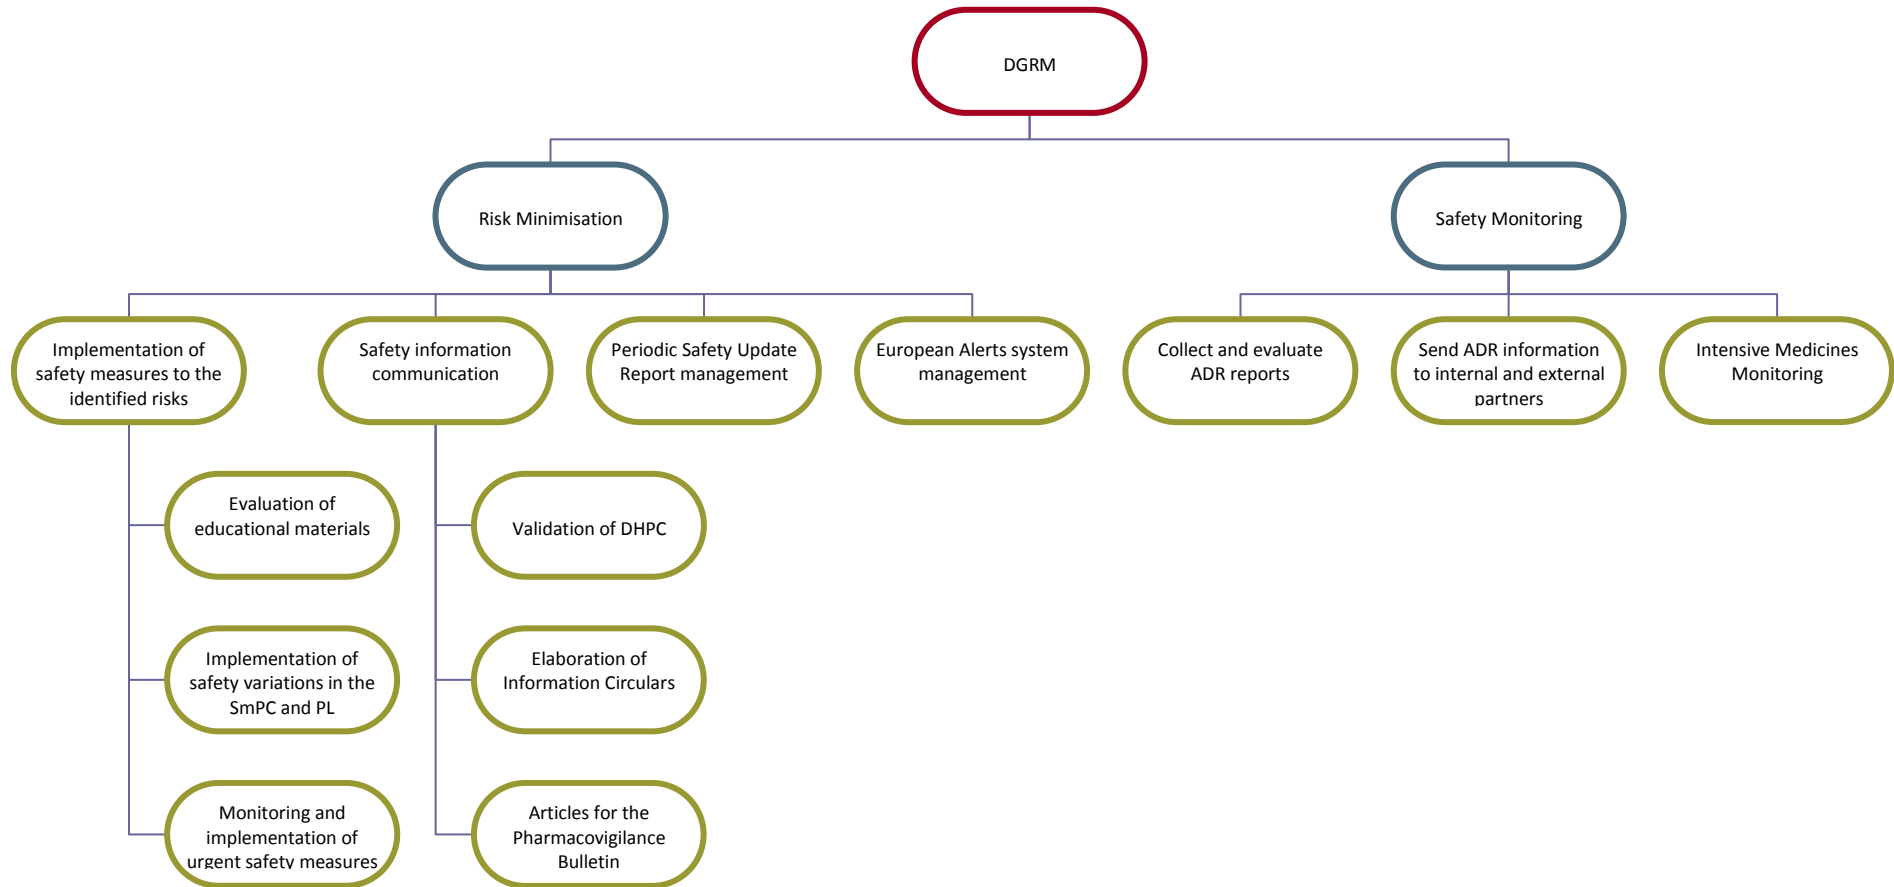 DGRM
Risk Minimisation
Safety Monitoring
Implementation of
safety measures to the
identified risks
Safety information
communication
Periodic Safety Update
Report management
European Alerts system
management
Collect and evaluate
ADR reports
Send ADR information
to internal and external
partners
Intensive Medicines
Monitoring
Evaluation of
educational materials
Validation of DHPC
Implementation of
safety variations in the
SmPC and PL
Elaboration of
Information Circulars
Monitoring and
implementation of
urgent safety measures
Articles for the
Pharmacovigilance
Bulletin